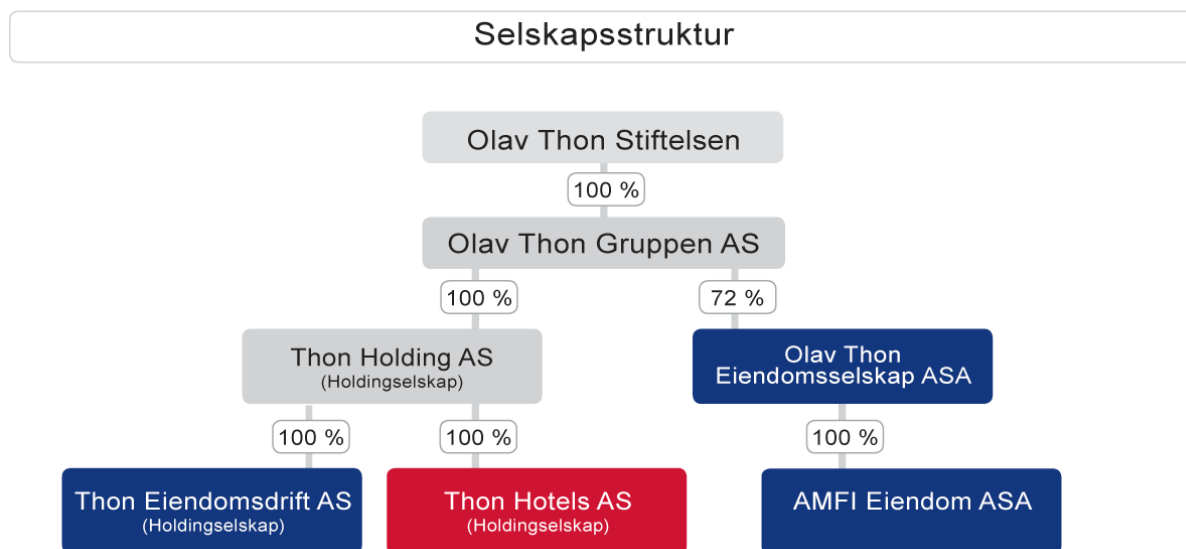 Selskapsstruktur
Olav Thon Stiftelsen
100 %
Olav Thon Gruppen AS
100 %
72 %
Thon Holding AS
(Holdingselskap)
Olav Thon
Eiendomsselskap ASA
100 %
100 %
100 %
Thon Eiendomsdrift AS
(Holdingselskap)
Thon Hotels AS
(Holdingselskap)
AMFI Eiendom ASA